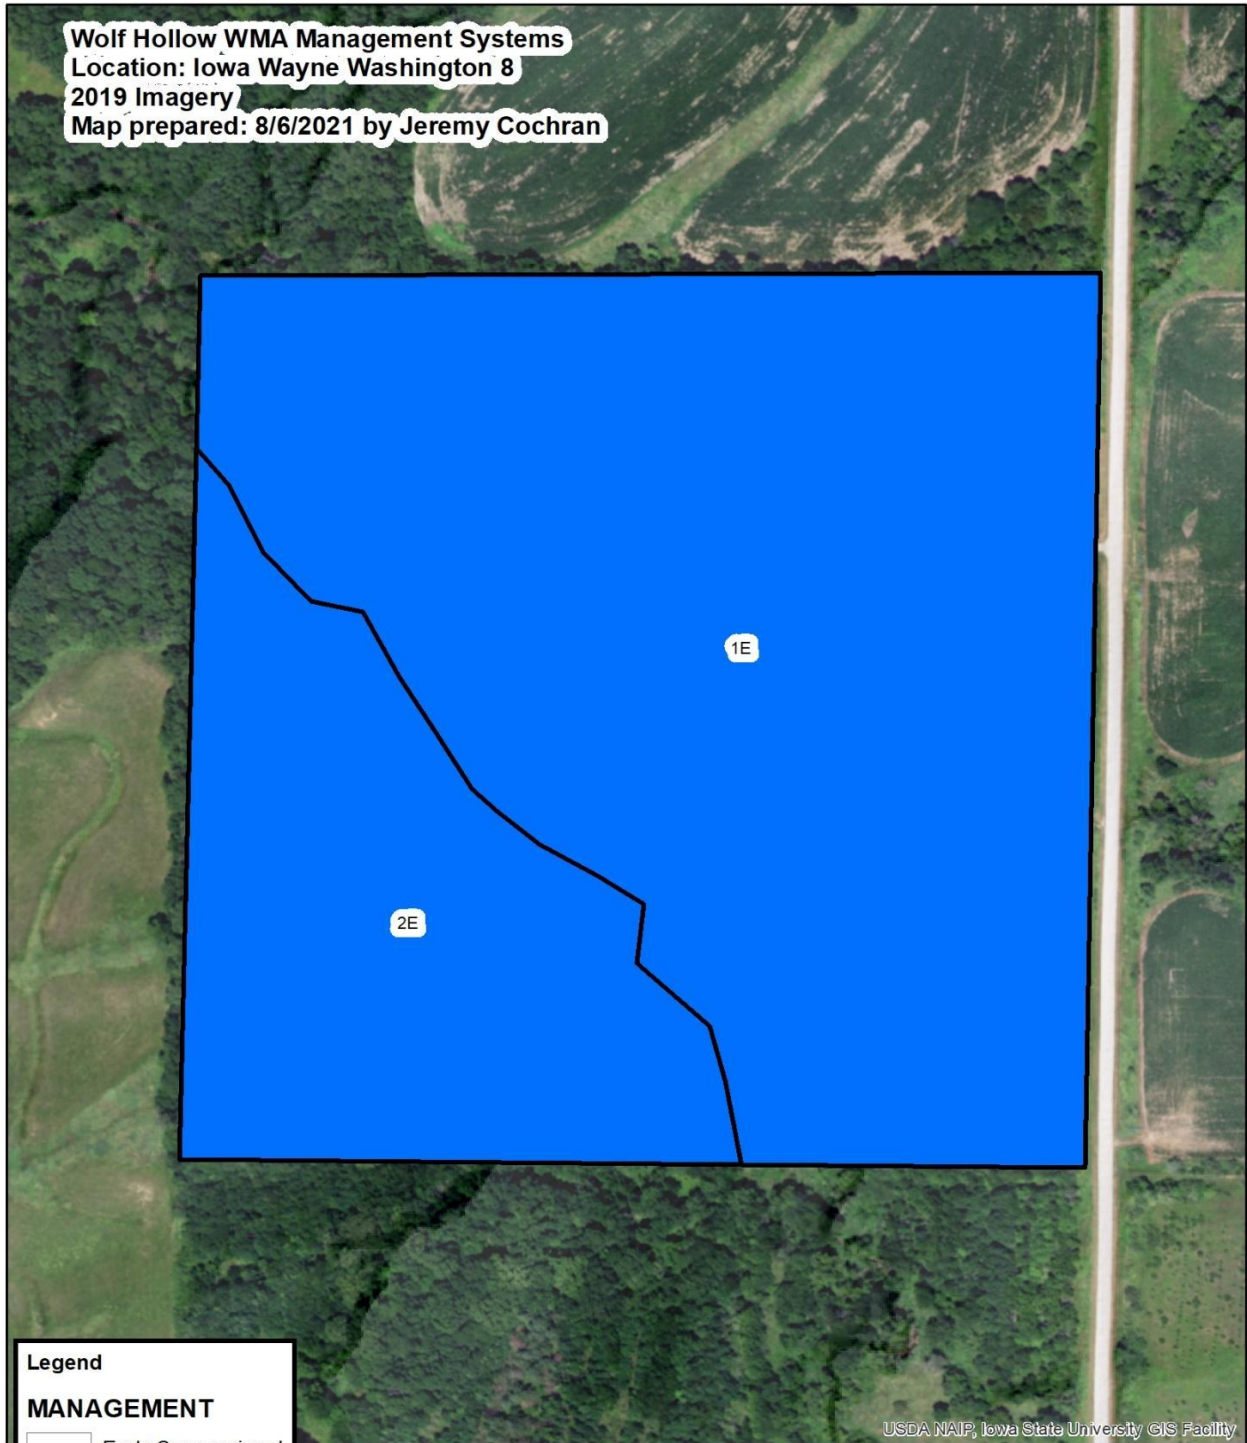 Wolf Hollow WMA Management Systems
Location: Iowa Wayne Washington 8
2019 Imagery
Map prepared: 8/6/2021 by Jeremy Cochran
1E
2E
Legend
MANAGEMENT
USDA NAIP, Iowa State University GIS Facility